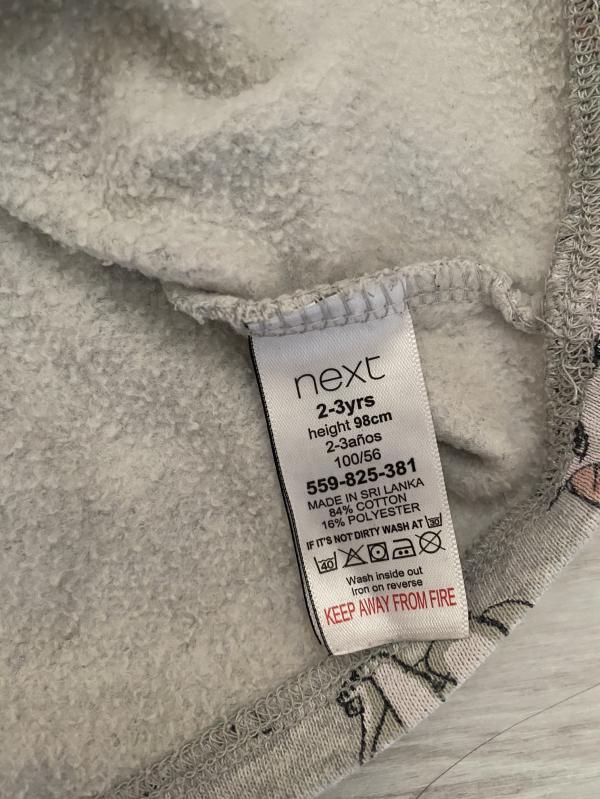 next
2-3yrs
height 98cm
2-3años
100/56
559-825-381
MADE IN SRI LANKA
84% COTTON
16% POLYESTER
IF IT'S NOT DIRTY WASH AT 30
40
Wash inside out
Iron on reverse
KEEP AWAY FROM FIRE